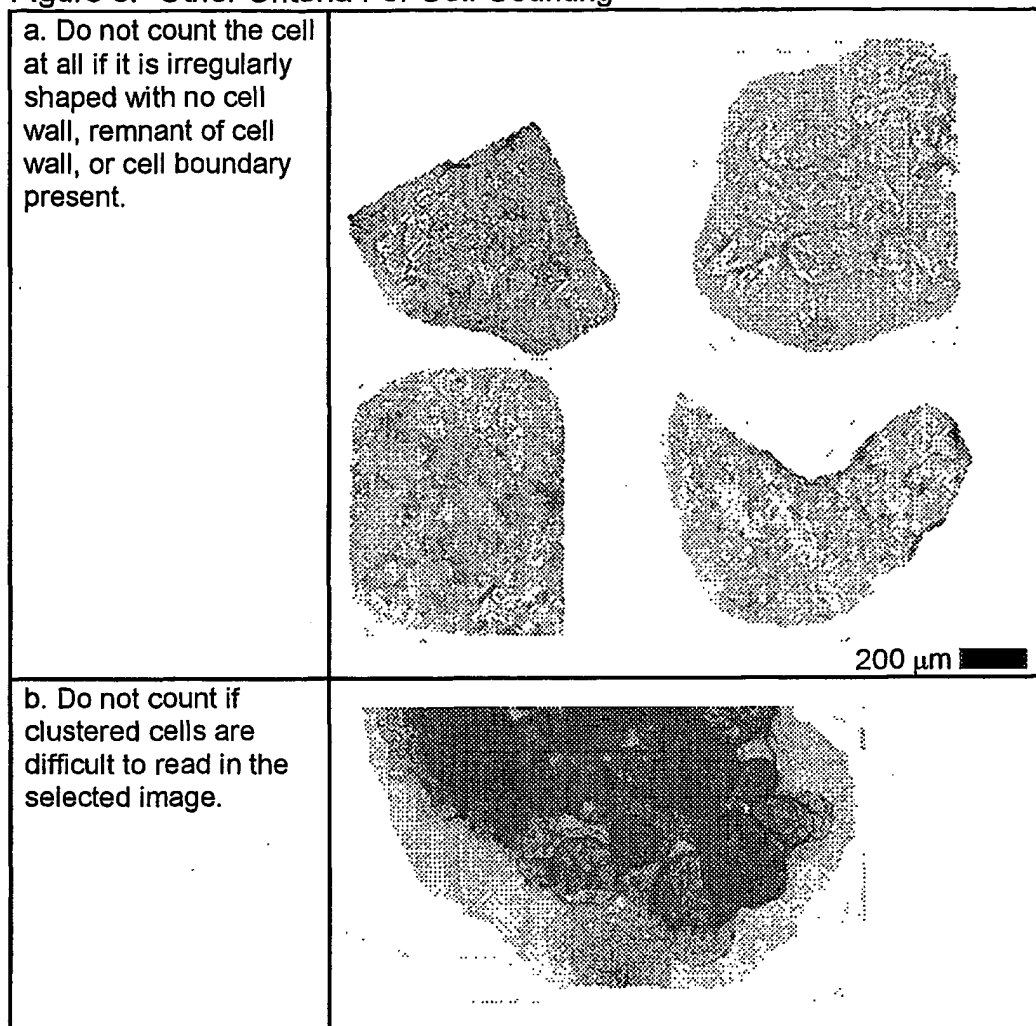 a. Do not count the cell
at all if it is irregularly
shaped with no cell
wall, remnant of cell
wall, or cell boundary
present.
200 μm
b. Do not count if
clustered cells are
difficult to read in the
selected image.